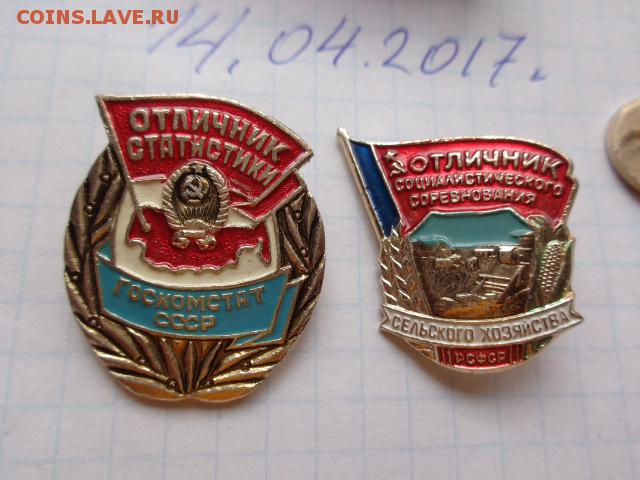 COINS.LAVE.RU
14.04.2017.
ОТЛИЧНИК
СТАТИСТИКИ
ГОСКОМСТАТ
СССР
ОТЛИЧНИК
СОЦИАЛИСТИЧЕСКОГО
СОРЕВНОВАНИЯ
СЕЛЬСКОГО ХОЗЯЙСТВА
РСФСР